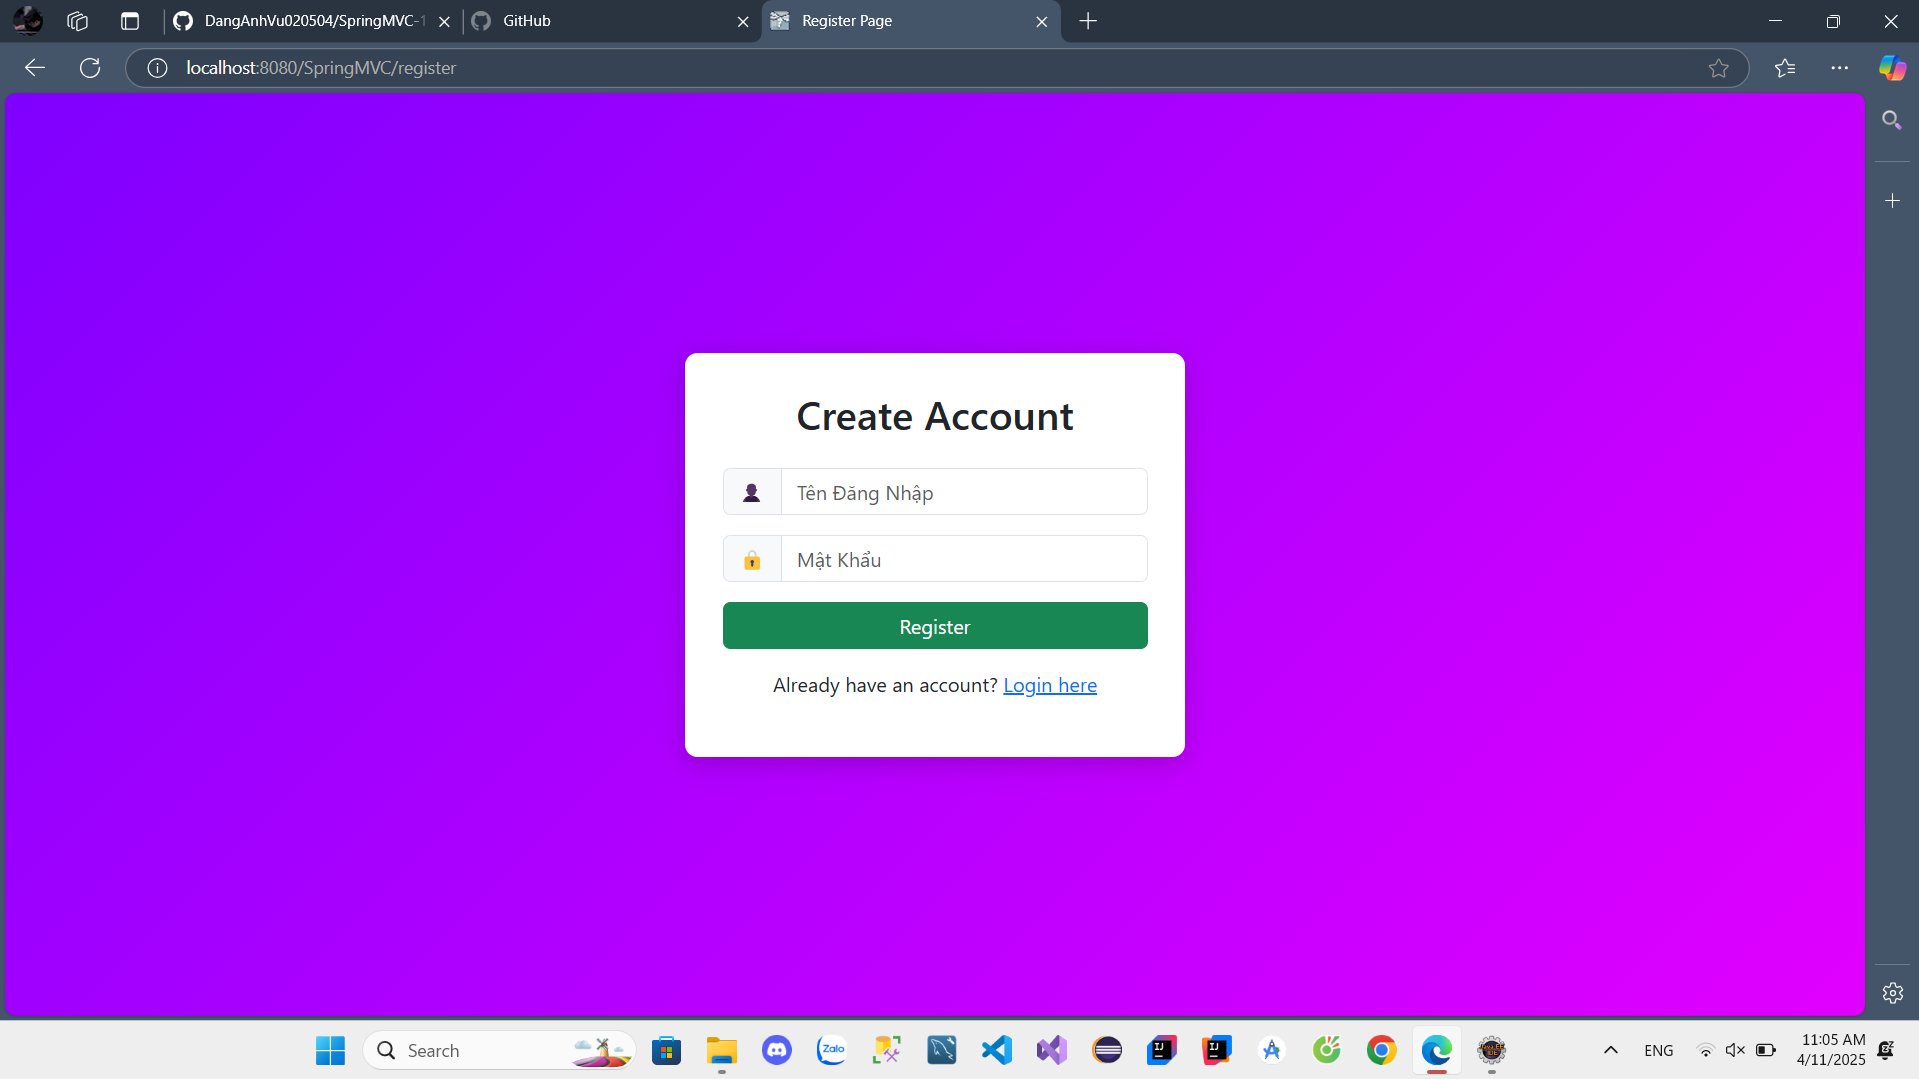 DangAnhVu020504/SpringMVC-1
GitHub
Register Page
localhost:8080/SpringMVC/register
Create Account
Tên Đăng Nhập
Mật Khẩu
Register
Already have an account? Login here
Search
Zalo
ENG
11:05 AM
4/11/2025